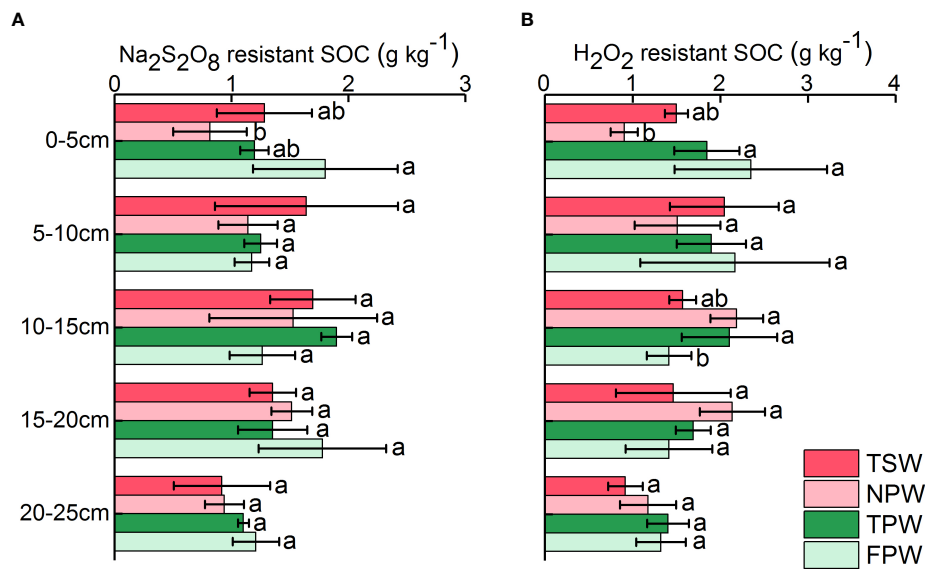 A
B
Na₂S₂O₈ resistant SOC (g kg⁻¹)
H₂O₂ resistant SOC (g kg⁻¹)
0 1 2 3
0 1 2 3 4
0-5cm
ab
b
ab
a
ab
b
a
a
5-10cm
a
a
a
a
a
a
a
a
10-15cm
a
a
a
a
ab
a
a
b
15-20cm
a
a
a
a
a
a
a
a
20-25cm
a
a
a
a
a
a
a
a
TSW
NPW
TPW
FPW